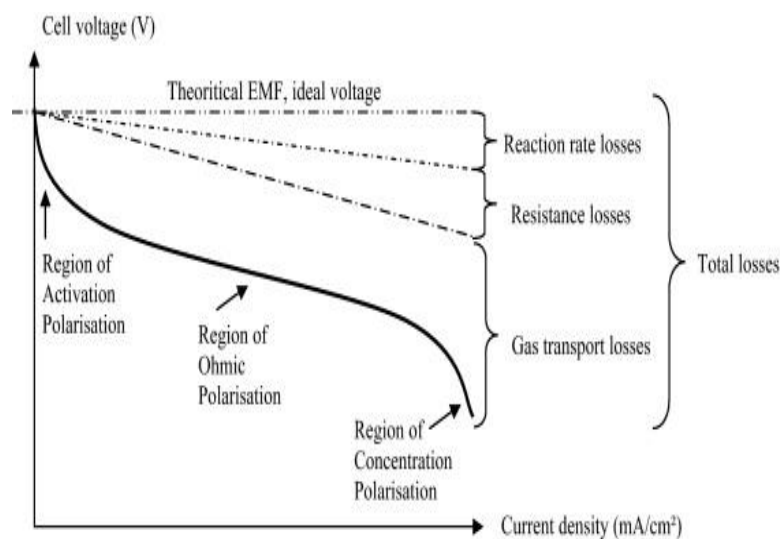 Cell voltage (V)
Theoritical EMF, ideal voltage
Reaction rate losses
Resistance losses
Total losses
Region of
Activation
Polarisation
Region of
Ohmic
Polarisation
Gas transport losses
Region of
Concentration
Polarisation
Current density (mA/cm²)